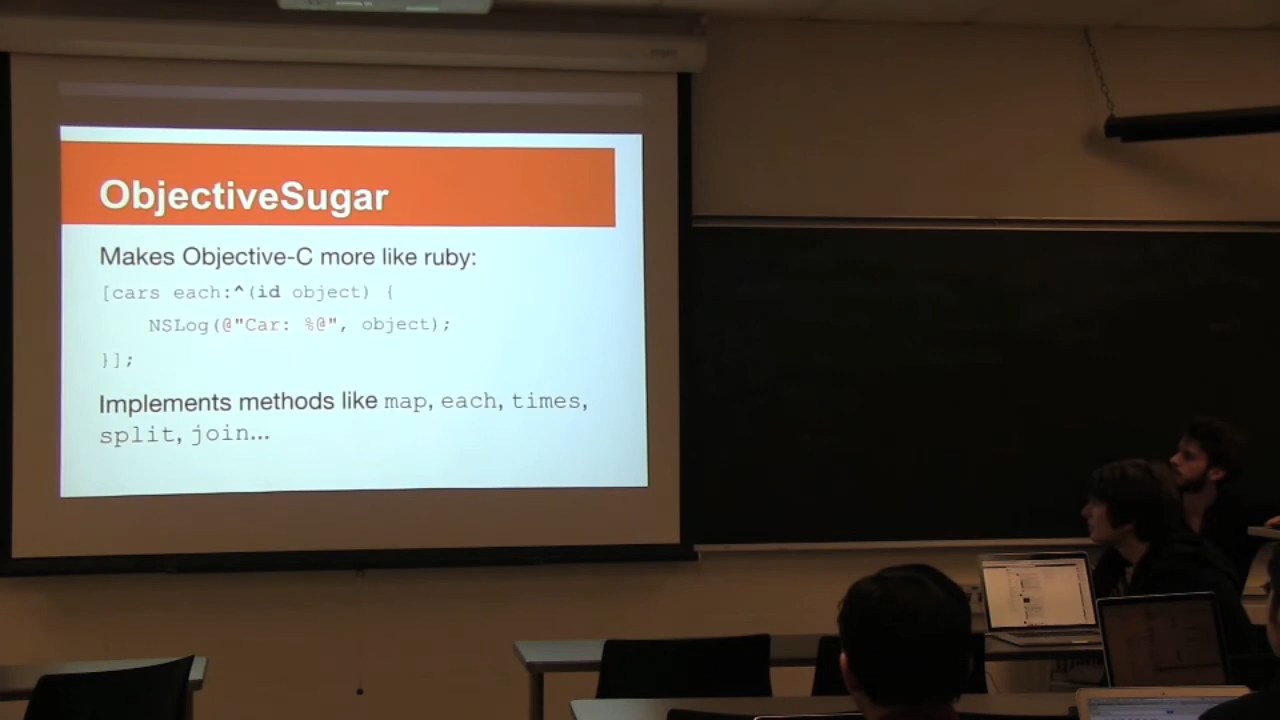 ObjectiveSugar
Makes Objective-C more like ruby:
[cars each:^(id object) {
NSLog(@"Car: %@", object);
}];
Implements methods like map, each, times,
split, join...